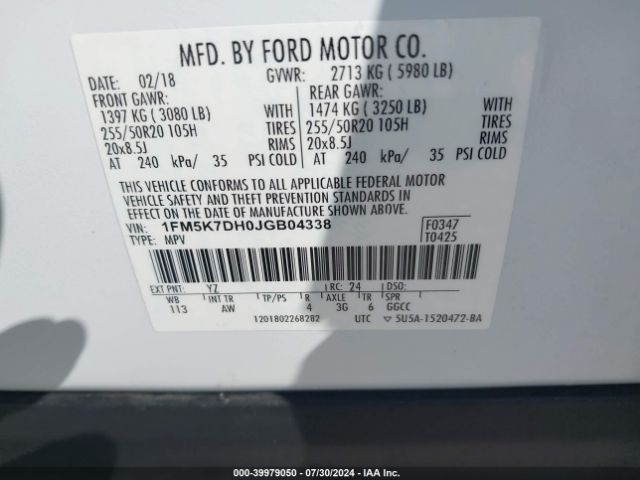 MFD. BY FORD MOTOR CO.
DATE: 02/18 GVWR: 2713 KG ( 5980 LB)
FRONT GAWR: REAR GAWR:
1397 KG ( 3080 LB) WITH 1474 KG ( 3250 LB) WITH
255/50R20 105H TIRES 255/50R20 105H TIRES
20x8.5J RIMS 20x8.5J RIMS
AT 240 kPa/ 35 PSI COLD AT 240 kPa/ 35 PSI COLD
THIS VEHICLE CONFORMS TO ALL APPLICABLE FEDERAL MOTOR
VEHICLE SAFETY AND THEFT PREVENTION STANDARDS IN
EFFECT ON THE DATE OF MANUFACTURE SHOWN ABOVE.
VIN: 1FM5K7DH0JGB04338 F0347
TYPE: MPV T0425
EXT PNT: YZ RC: 24 DSO:
WB INT TR TP/PS R AXLE TR SPR
113 AW 4 3G 6 GGCC
1201802268282 UTC ▽ 5U5A-1520472-BA
000-39979050 - 07/30/2024 - IAA Inc.